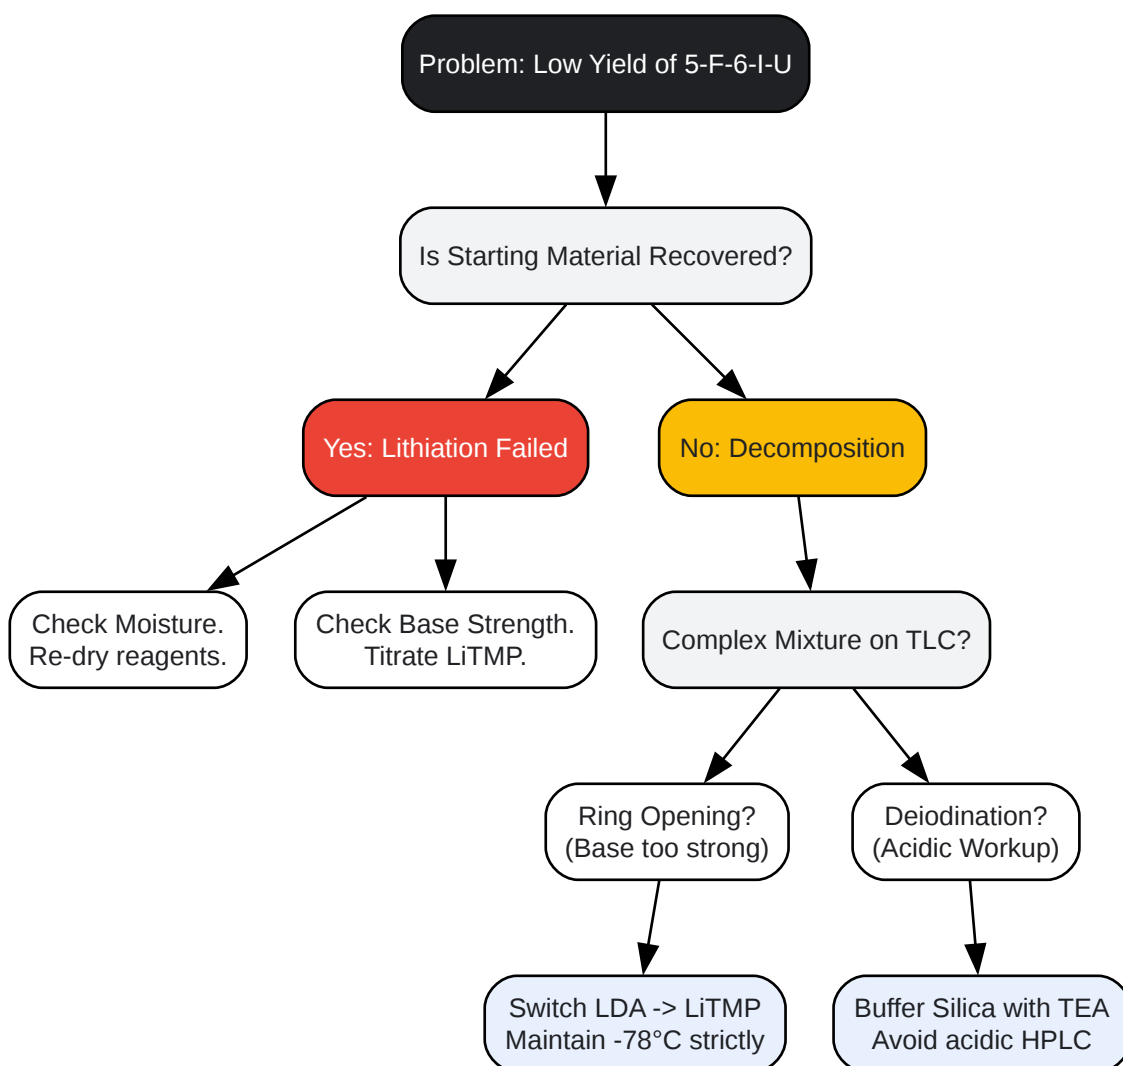 Problem: Low Yield of 5-F-6-I-U
Is Starting Material Recovered?
Yes: Lithiation Failed
No: Decomposition
Check Moisture.
Re-dry reagents.
Check Base Strength.
Titrate LiTMP.
Complex Mixture on TLC?
Ring Opening?
(Base too strong)
Deiodination?
(Acidic Workup)
Switch LDA -> LiTMP
Maintain -78°C strictly
Buffer Silica with TEA
Avoid acidic HPLC